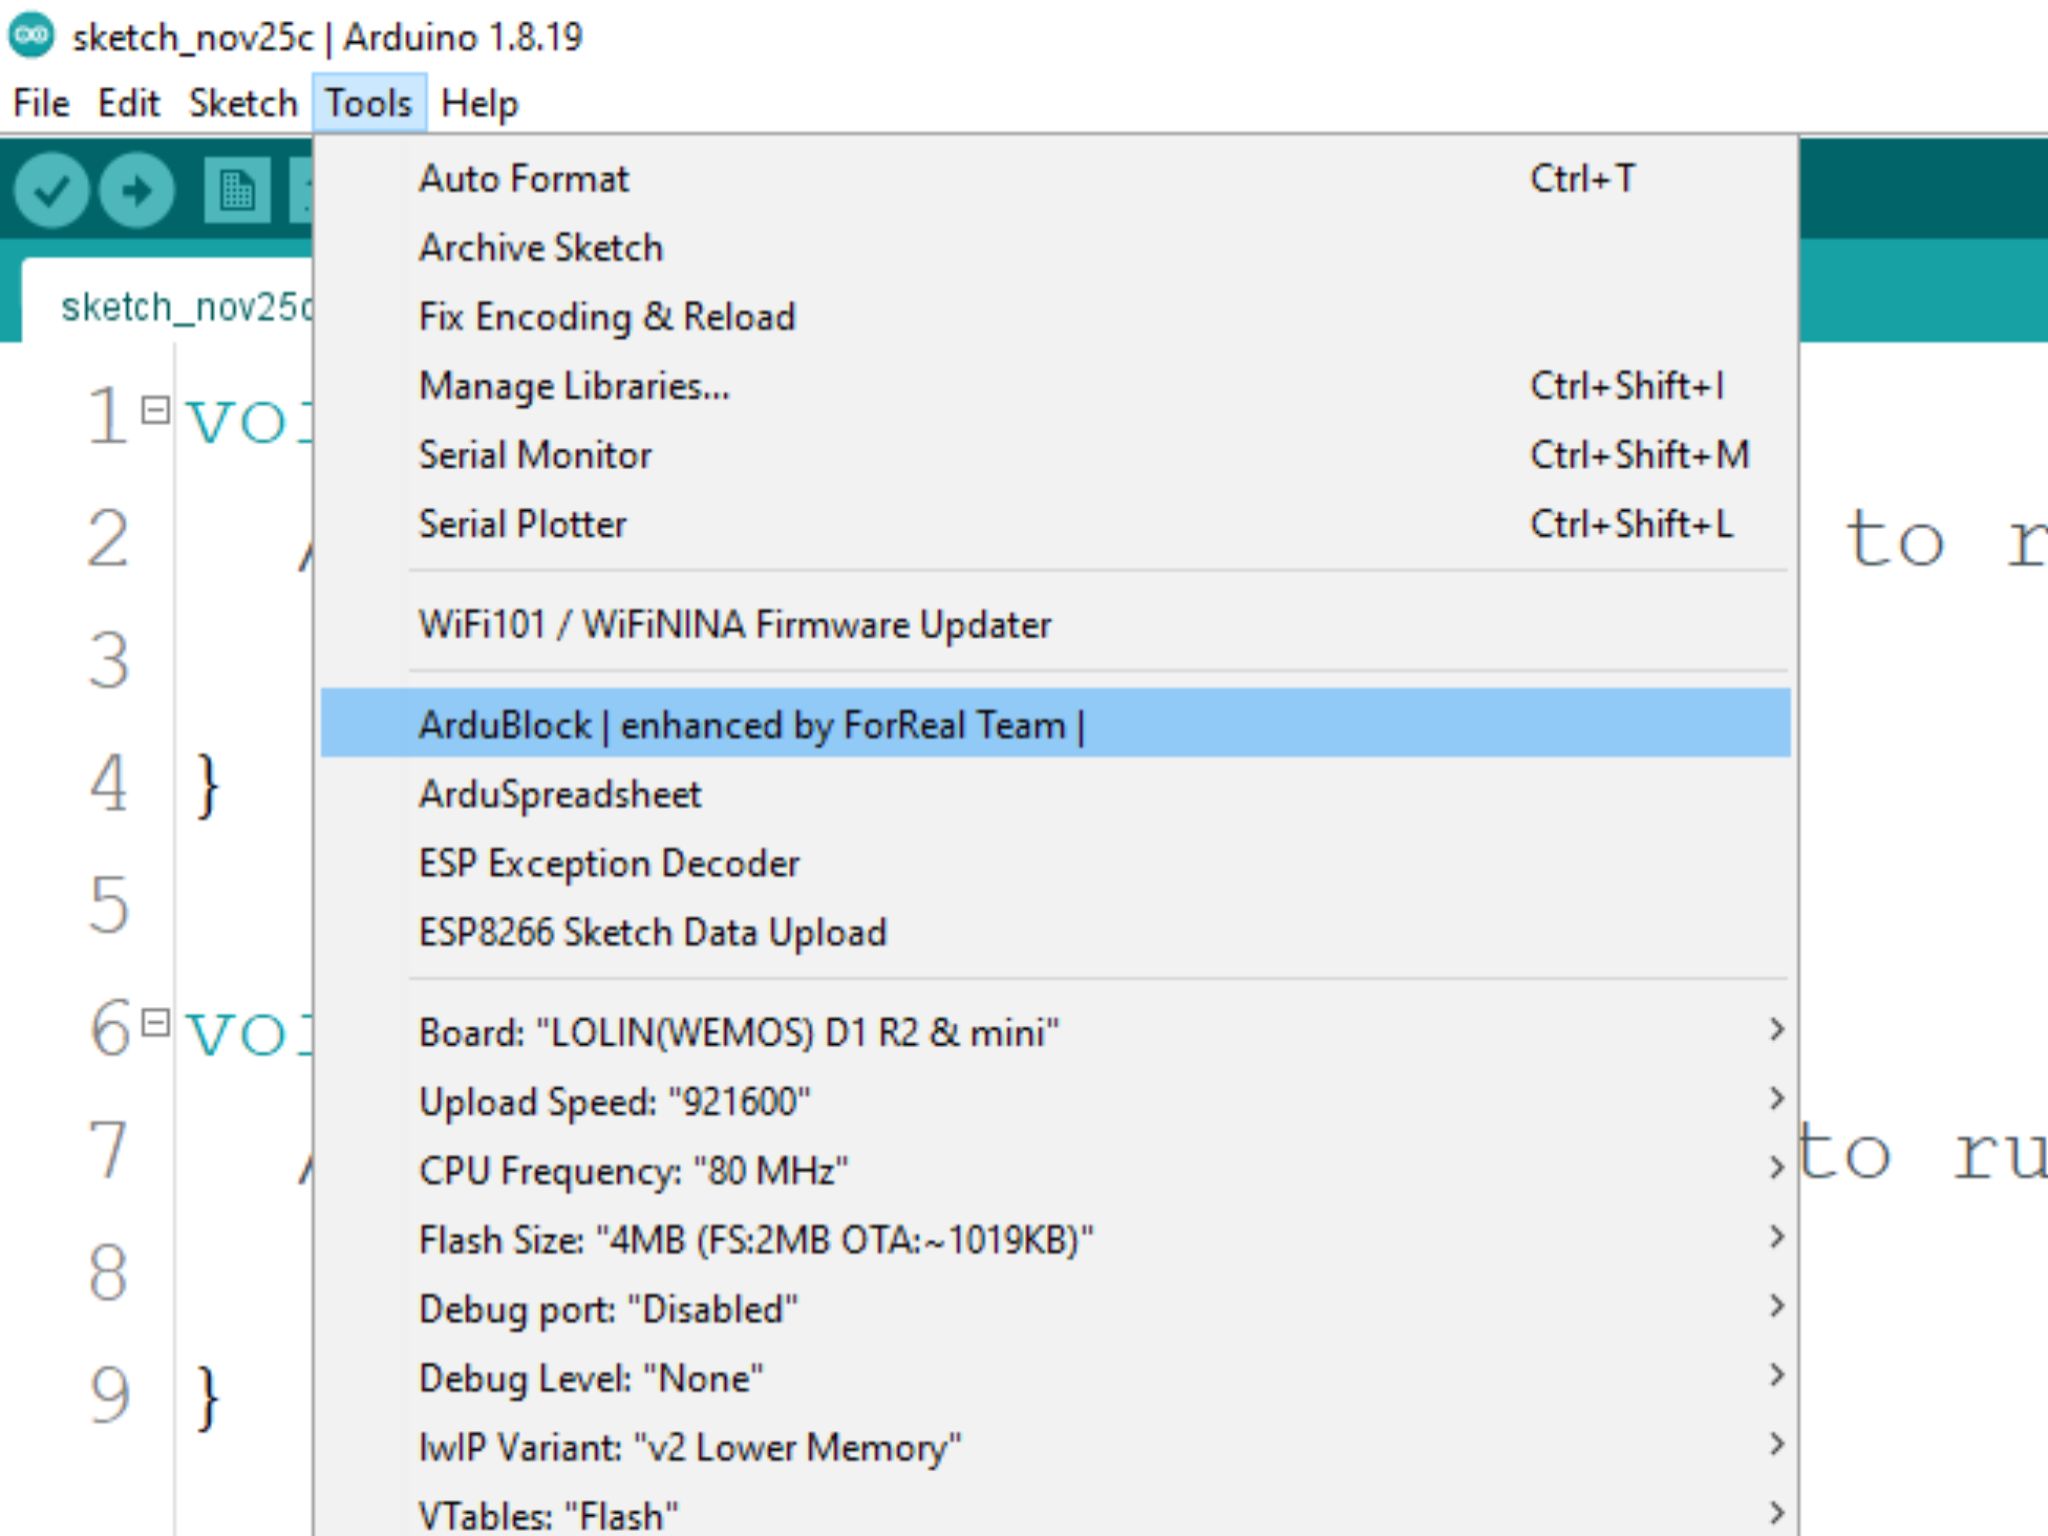 sketch_nov25c | Arduino 1.8.19
File Edit Sketch Tools Help
Auto Format Ctrl+T
Archive Sketch
sketch_nov25c
Fix Encoding & Reload
Manage Libraries... Ctrl+Shift+I
1
Serial Monitor Ctrl+Shift+M
Serial Plotter Ctrl+Shift+L
2 to
WiFi101 / WiFiNINA Firmware Updater
3
ArduBlock | enhanced by ForReal Team |
4 }
ArduSpreadsheet
ESP Exception Decoder
5
ESP8266 Sketch Data Upload
6
Board: "LOLIN(WEMOS) D1 R2 & mini"
Upload Speed: "921600"
7 to
CPU Frequency: "80 MHz"
Flash Size: "4MB (FS:2MB OTA:~1019KB)"
8
Debug port: "Disabled"
Debug Level: "None"
9 }
lwIP Variant: "v2 Lower Memory"
VTables: "Flash"